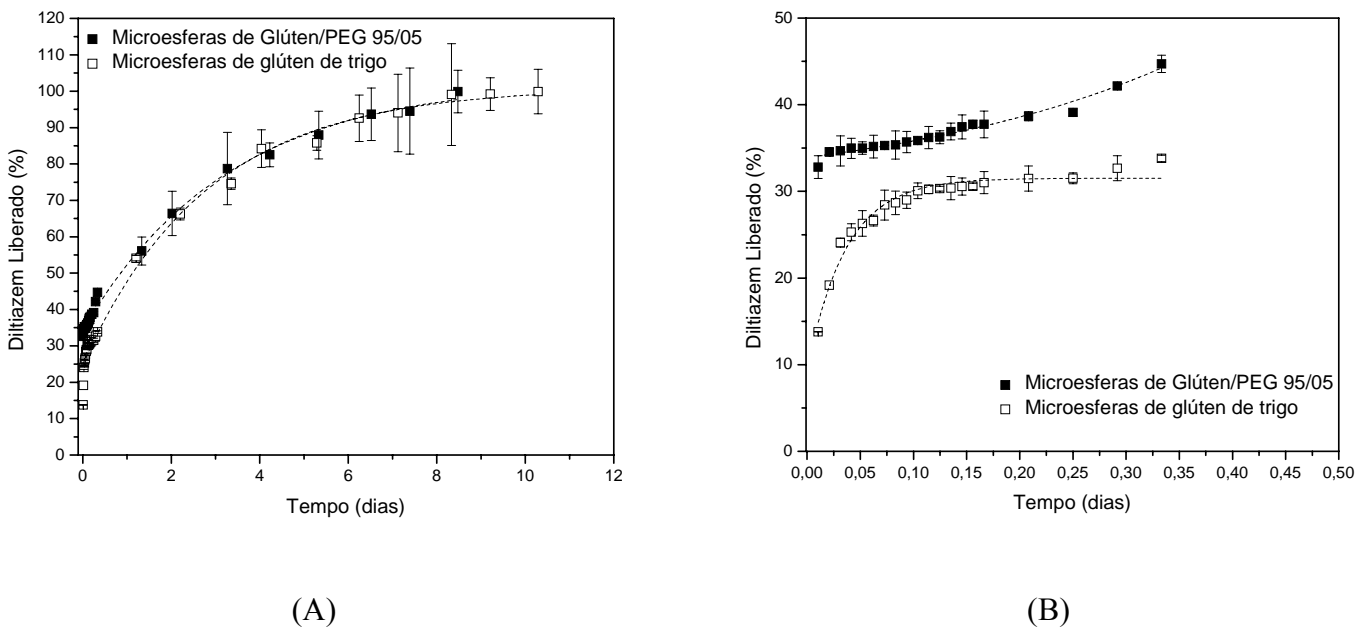 120
110
100
90
80
70
60
50
40
30
20
10
0
Diltiazem Liberado (%)
Microesferas de Glúten/PEG 95/05
Microesferas de glúten de trigo
0 2 4 6 8 10 12
Tempo (dias)
(A)
50
40
30
20
10
0
Diltiazem Liberado (%)
Microesferas de Glúten/PEG 95/05
Microesferas de glúten de trigo
0,00 0,05 0,10 0,15 0,20 0,25 0,30 0,35 0,40 0,45 0,50
Tempo (dias)
(B)